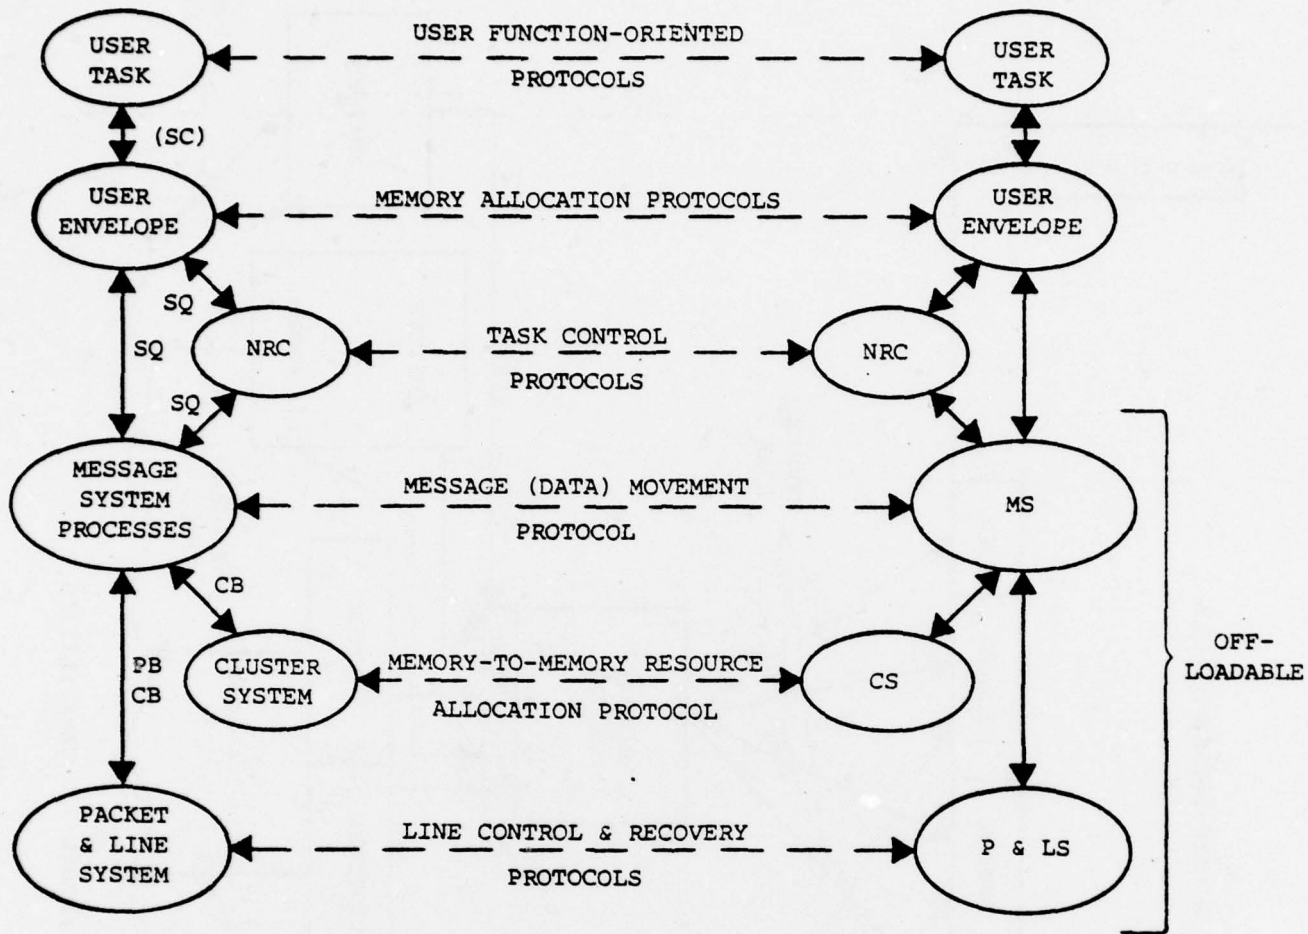 USER
TASK
USER FUNCTION-ORIENTED
PROTOCOLS
USER
TASK
(SC)
USER
ENVELOPE
MEMORY ALLOCATION PROTOCOLS
USER
ENVELOPE
SQ
SQ
NRC
TASK CONTROL
PROTOCOLS
NRC
SQ
MESSAGE
SYSTEM
PROCESSES
MESSAGE (DATA) MOVEMENT
PROTOCOL
MS
CB
PB
CB
CLUSTER
SYSTEM
MEMORY-TO-MEMORY RESOURCE
ALLOCATION PROTOCOL
CS
OFF-
LOADABLE
PACKET
& LINE
SYSTEM
LINE CONTROL & RECOVERY
PROTOCOLS
P & LS